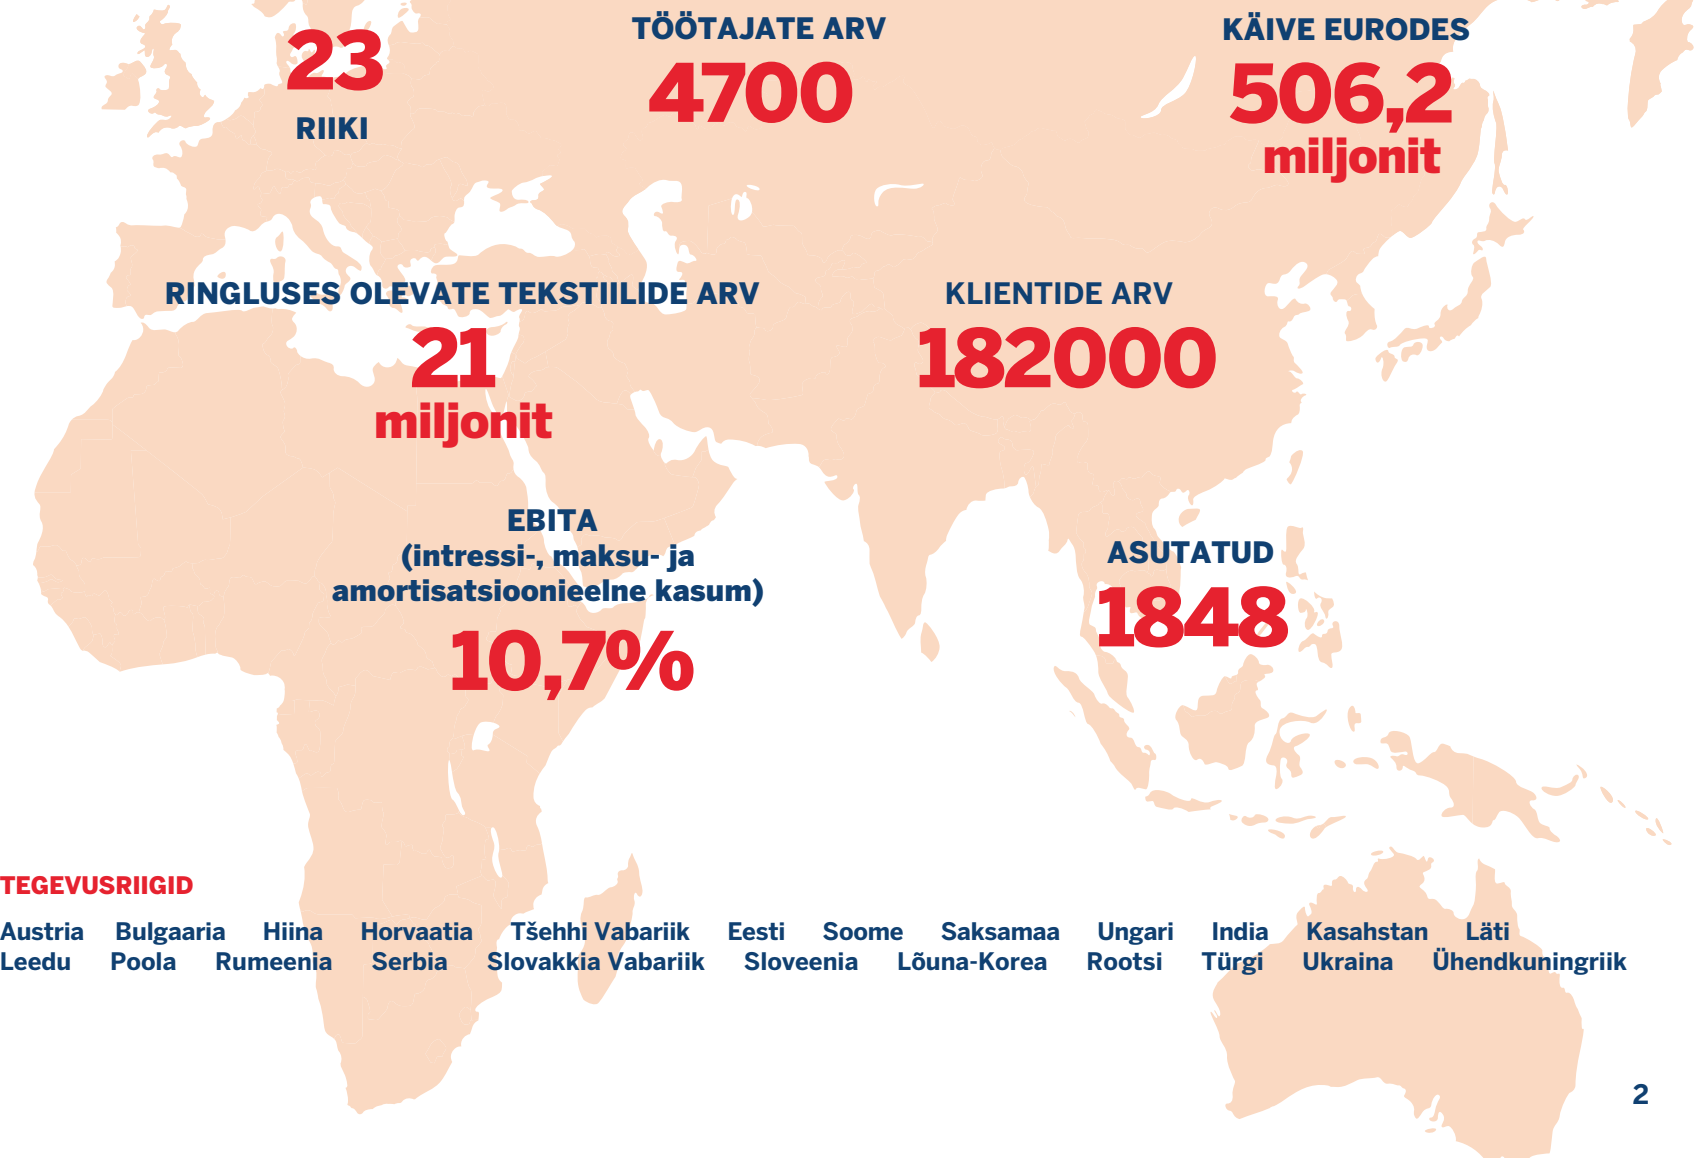 23
RIIKI
TÖÖTAJATE ARV
4700
KÄIVE EURODES
506,2
miljonit
RINGLUSES OLEVATE TEKSTIILIDE ARV
21
miljonit
KLIENTIDE ARV
182000
EBITA
(intressi-, maksu- ja
amortisatsioonieelne kasum)
10,7%
ASUTATUD
1848
TEGEVUSRIIGID
Austria Bulgaaria Hiina Horvaatia Tšehhi Vabariik Eesti Soome Saksamaa Ungari India Kasahstan Läti
Leedu Poola Rumeenia Serbia Slovakkia Vabariik Sloveenia Lõuna-Korea Rootsi Türgi Ukraina Ühendkuningriik
2